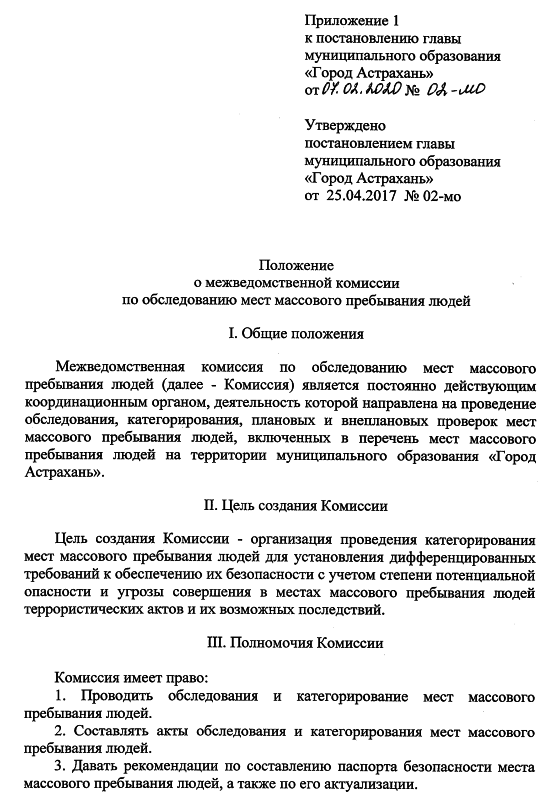 Приложение 1
к постановлению главы
муниципального образования
«Город Астрахань»
от 07.02.2020 № 02-мо
Утверждено
постановлением главы
муниципального образования
«Город Астрахань»
от 25.04.2017 № 02-мо
Положение
о межведомственной комиссии
по обследованию мест массового пребывания людей
I. Общие положения
Межведомственная комиссия по обследованию мест массового
пребывания людей (далее - Комиссия) является постоянно действующим
координационным органом, деятельность которой направлена на проведение
обследования, категорирования, плановых и внеплановых проверок мест
массового пребывания людей, включенных в перечень мест массового
пребывания людей на территории муниципального образования «Город
Астрахань».
II. Цель создания Комиссии
Цель создания Комиссии - организация проведения категорирования
мест массового пребывания людей для установления дифференцированных
требований к обеспечению их безопасности с учетом степени потенциальной
опасности и угрозы совершения в местах массового пребывания людей
террористических актов и их возможных последствий.
III. Полномочия Комиссии
Комиссия имеет право:
1. Проводить обследования и категорирование мест массового
пребывания людей.
2. Составлять акты обследования и категорирования мест массового
пребывания людей.
3. Давать рекомендации по составлению паспорта безопасности места
массового пребывания людей, а также по его актуализации.